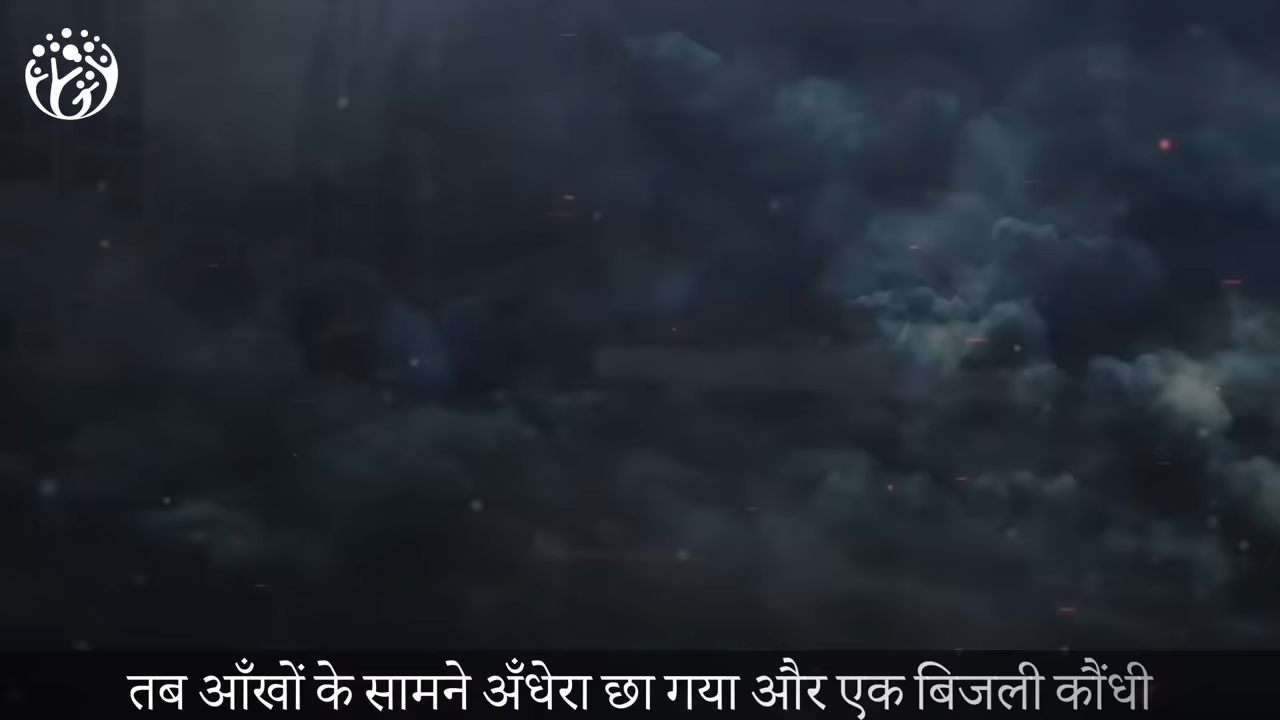 तब आँखों के सामने अँधेरा छा गया और एक बिजली कौंधी